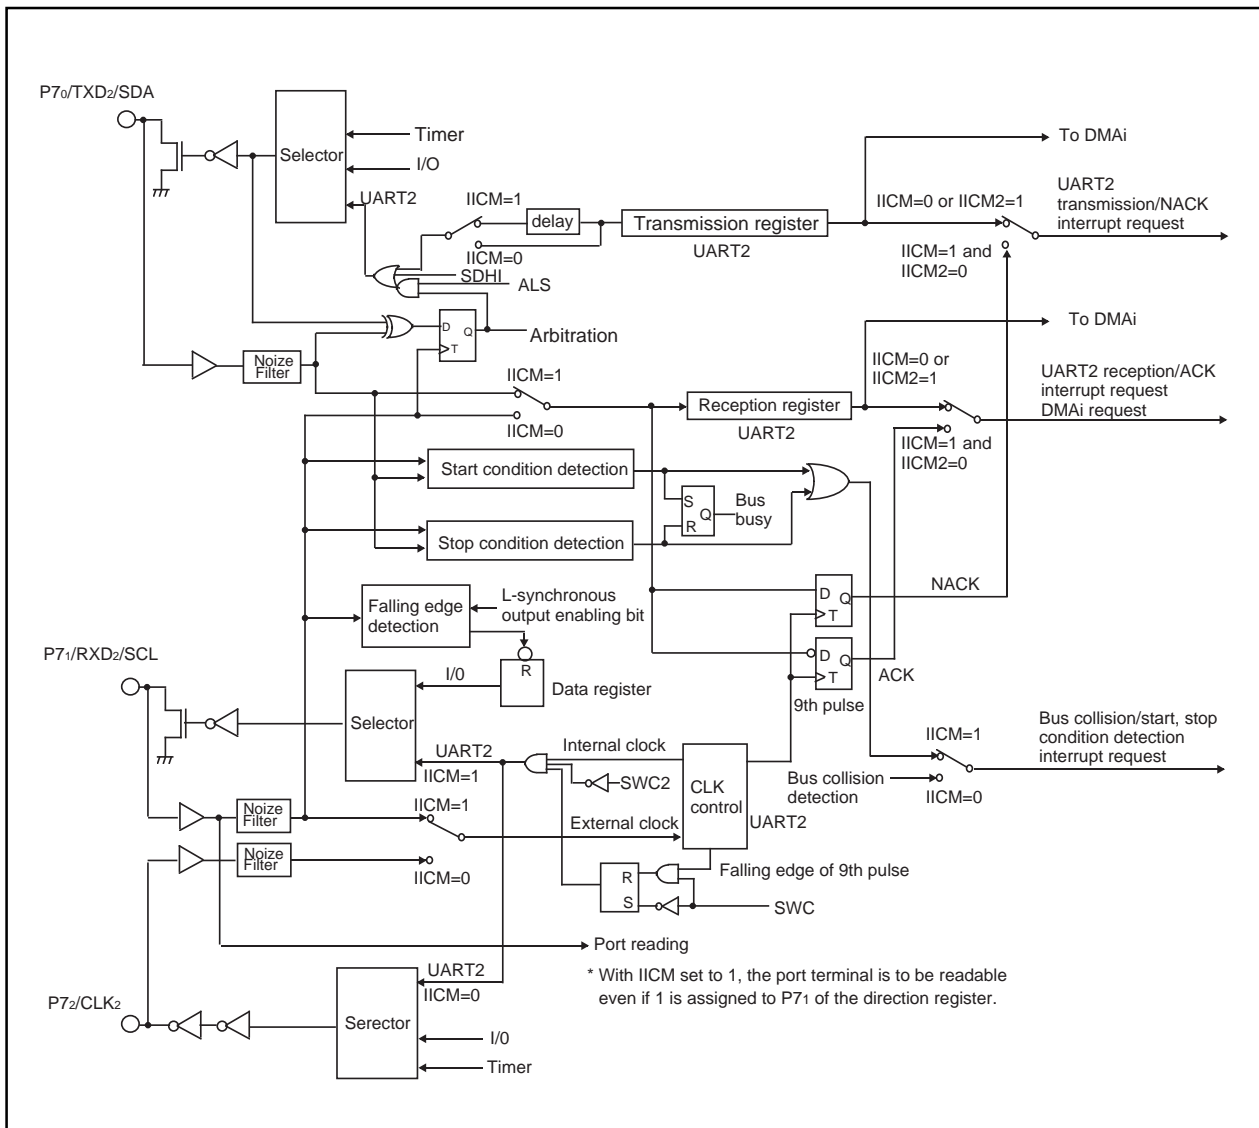 P70/TXD2/SDA
Selector
Timer
I/O
UART2
IICM=1
delay
IICM=0
SDHI
ALS
Transmission register
UART2
To DMAi
IICM=0 or IICM2=1
IICM=1 and
IICM2=0
UART2
transmission/NACK
interrupt request
D
Q
T
Arbitration
Noize
Filter
To DMAi
IICM=1
IICM=0
Reception register
UART2
IICM=0 or
IICM2=1
IICM=1 and
IICM2=0
UART2 reception/ACK
interrupt request
DMAi request
Start condition detection
S
Q
R
Bus
busy
Stop condition detection
Falling edge
detection
L-synchronous
output enabling bit
D
Q
T
NACK
D
Q
T
ACK
9th pulse
P71/RXD2/SCL
Selector
I/0
R
Data register
UART2
IICM=1
Internal clock
SWC2
CLK
control
UART2
Bus collision
detection
IICM=1
IICM=0
Bus collision/start, stop
condition detection
interrupt request
Noize
Filter
IICM=1
External clock
Noize
Filter
IICM=0
R
S
Falling edge of 9th pulse
SWC
Port reading
* With IICM set to 1, the port terminal is to be readable
even if 1 is assigned to P71 of the direction register.
P72/CLK2
Serector
UART2
IICM=0
I/0
Timer